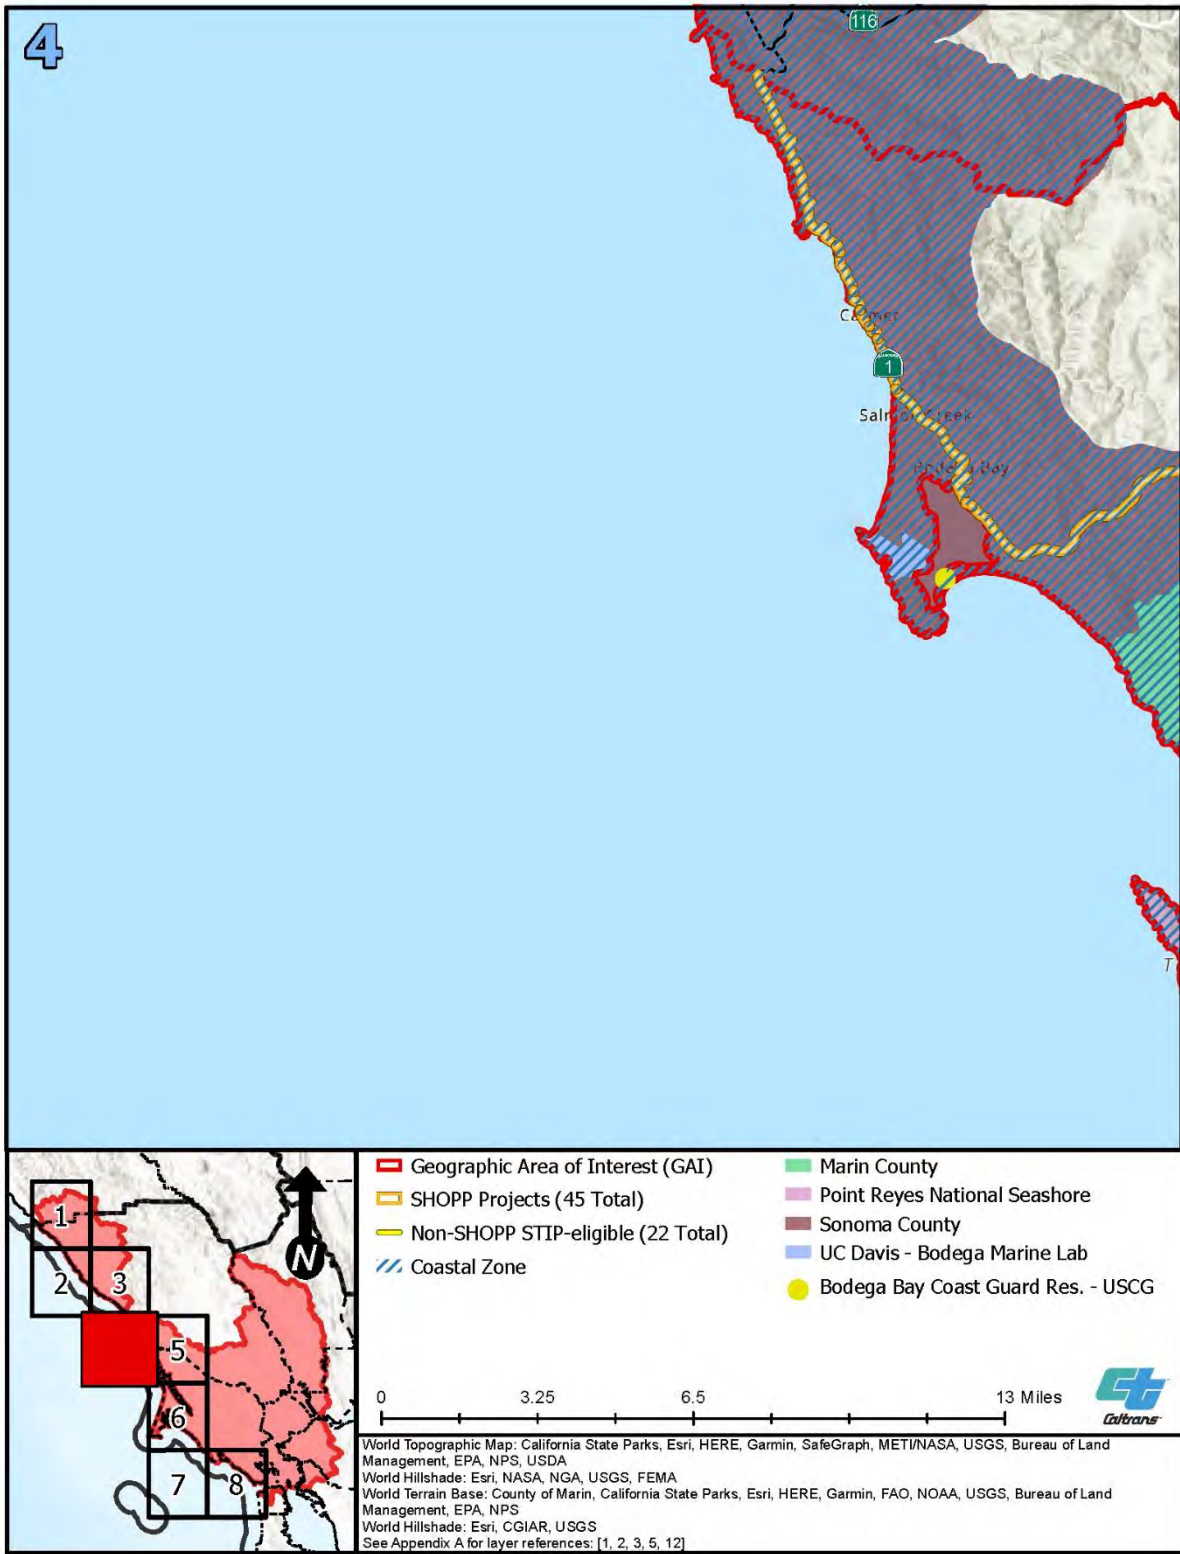 4
116
Carmet
1
Salmon Creek
Bodega Bay
T
1
2
3
5
6
7
8
N
Geographic Area of Interest (GAI)
SHOPP Projects (45 Total)
Non-SHOPP STIP-eligible (22 Total)
Coastal Zone
Marin County
Point Reyes National Seashore
Sonoma County
UC Davis - Bodega Marine Lab
Bodega Bay Coast Guard Res. - USCG
0 3.25 6.5 13 Miles
Caltrans
World Topographic Map: California State Parks, Esri, HERE, Garmin, SafeGraph, METI/NASA, USGS, Bureau of Land
Management, EPA, NPS, USDA
World Hillshade: Esri, NASA, NGA, USGS, FEMA
World Terrain Base: County of Marin, California State Parks, Esri, HERE, Garmin, FAO, NOAA, USGS, Bureau of Land
Management, EPA, NPS
World Hillshade: Esri, CGIAR, USGS
See Appendix A for layer references: [1, 2, 3, 5, 12]